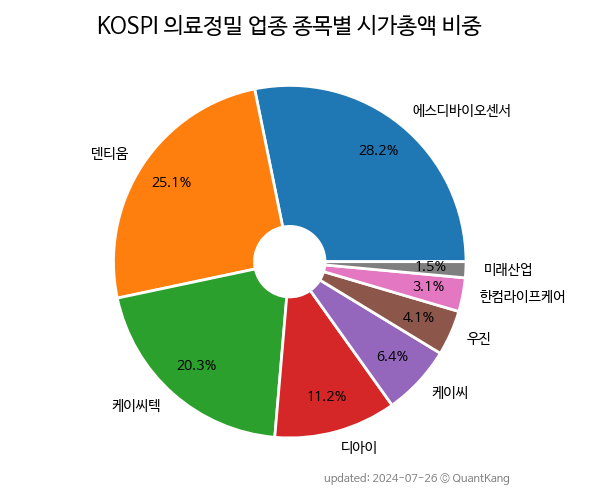 KOSPI 의료정밀 업종 종목별 시가총액 비중
에스디바이오센서
28.2%
덴티움
25.1%
케이씨텍
20.3%
디아이
11.2%
케이씨
6.4%
우진
4.1%
한컴라이프케어
3.1%
미래산업
1.5%
updated: 2024-07-26 © QuantKang